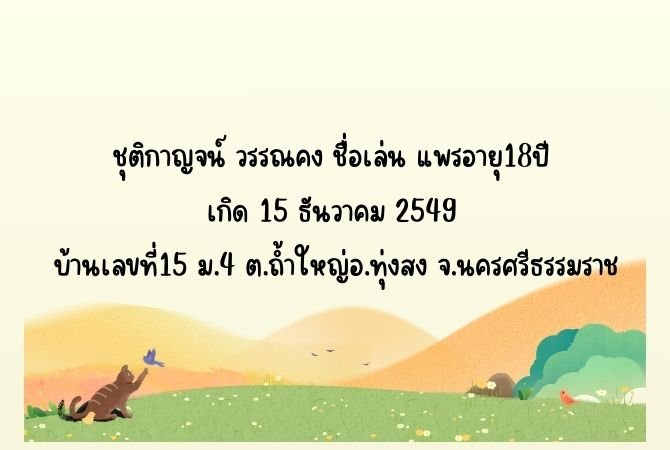 ชุติกาญจน์ วรรณคง ชื่อเล่น แพรอายุ18ปี
เกิด 15 ธันวาคม 2549
บ้านเลขที่15 ม.4 ต.ถ้ำใหญ่อ.ทุ่งสง จ.นครศรีธรรมราช